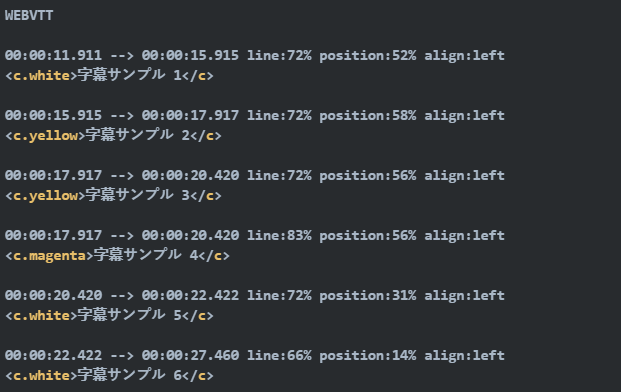 WEBVTT
00:00:11.911 --> 00:00:15.915 line:72% position:52% align:left
<c.white>字幕サンプル 1</c>
00:00:15.915 --> 00:00:17.917 line:72% position:58% align:left
<c.yellow>字幕サンプル 2</c>
00:00:17.917 --> 00:00:20.420 line:72% position:56% align:left
<c.yellow>字幕サンプル 3</c>
00:00:17.917 --> 00:00:20.420 line:83% position:56% align:left
<c.magenta>字幕サンプル 4</c>
00:00:20.420 --> 00:00:22.422 line:72% position:31% align:left
<c.white>字幕サンプル 5</c>
00:00:22.422 --> 00:00:27.460 line:66% position:14% align:left
<c.white>字幕サンプル 6</c>